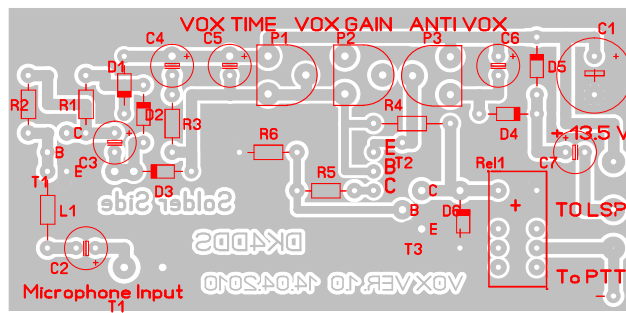 VOX TIME VOX GAIN ANTI VOX
C4 C5 P1 P2 P3 C6 C1
D1 D5
R2 R1 D2 R3 R4 D4
C + 13.5 V
B C3 R6 E T2 Rel1 C7
T1 E D3 R5 B
C C D6
L1 Solder Side B TO LSP
E
C2 DK4DDS T3
To PTT
Microphone Input VOX VER. 1.0 14.04.2010
T1